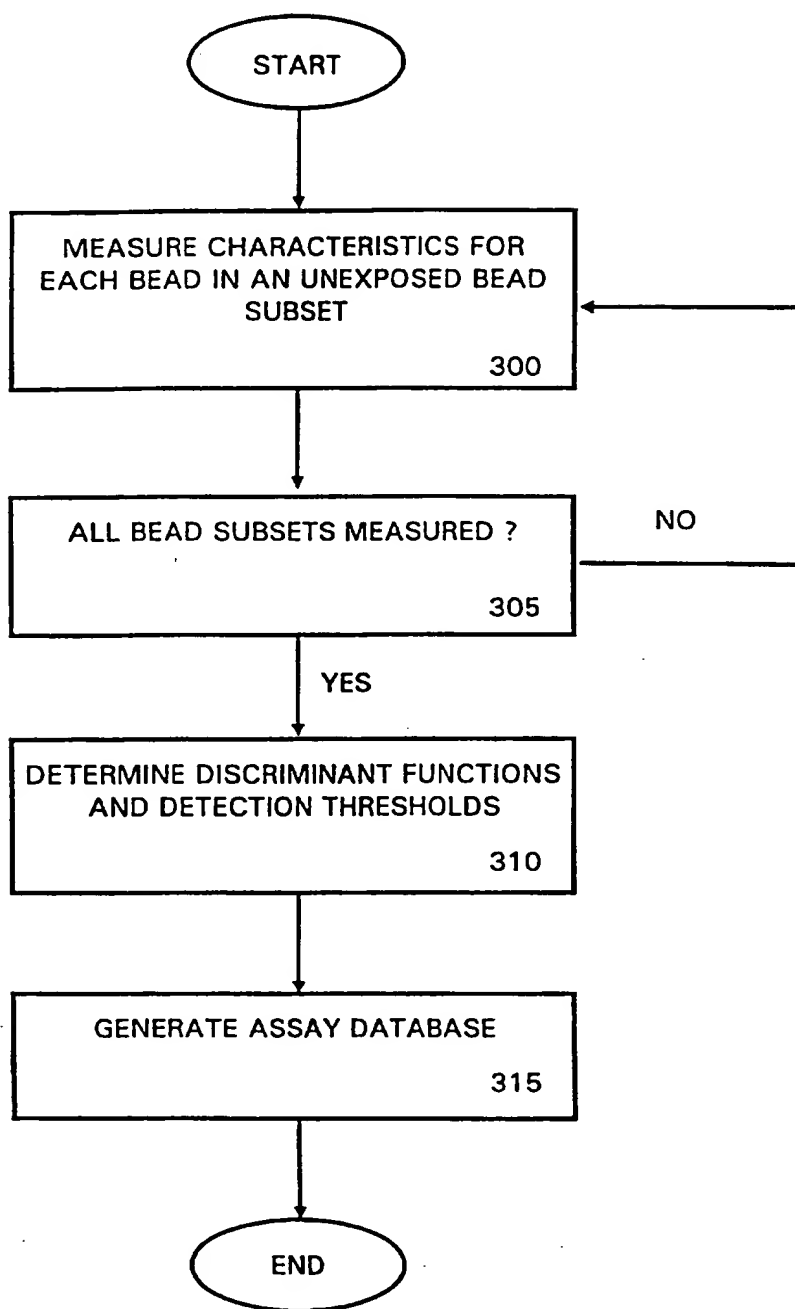 START
MEASURE CHARACTERISTICS FOR
EACH BEAD IN AN UNEXPOSED BEAD
SUBSET
300
ALL BEAD SUBSETS MEASURED ?
305
NO
YES
DETERMINE DISCRIMINANT FUNCTIONS
AND DETECTION THRESHOLDS
310
GENERATE ASSAY DATABASE
315
END